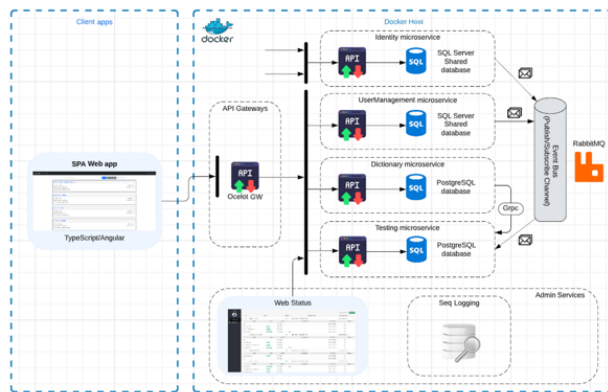 Client apps
Docker Host
docker
Identity microservice
API
SQL
SQL Server
Shared
database
API Gateways
UserManagement microservice
API
SQL
SQL Server
Shared
database
Event Bus
(Publish/Subscribe Channel)
RabbitMQ
SPA Web app
TypeScript/Angular
API
Ocelot GW
Dictionary microservice
API
SQL
PostgreSQL
database
Grpc
Testing microservice
API
SQL
PostgreSQL
database
Admin Services
Web Status
Seq Logging